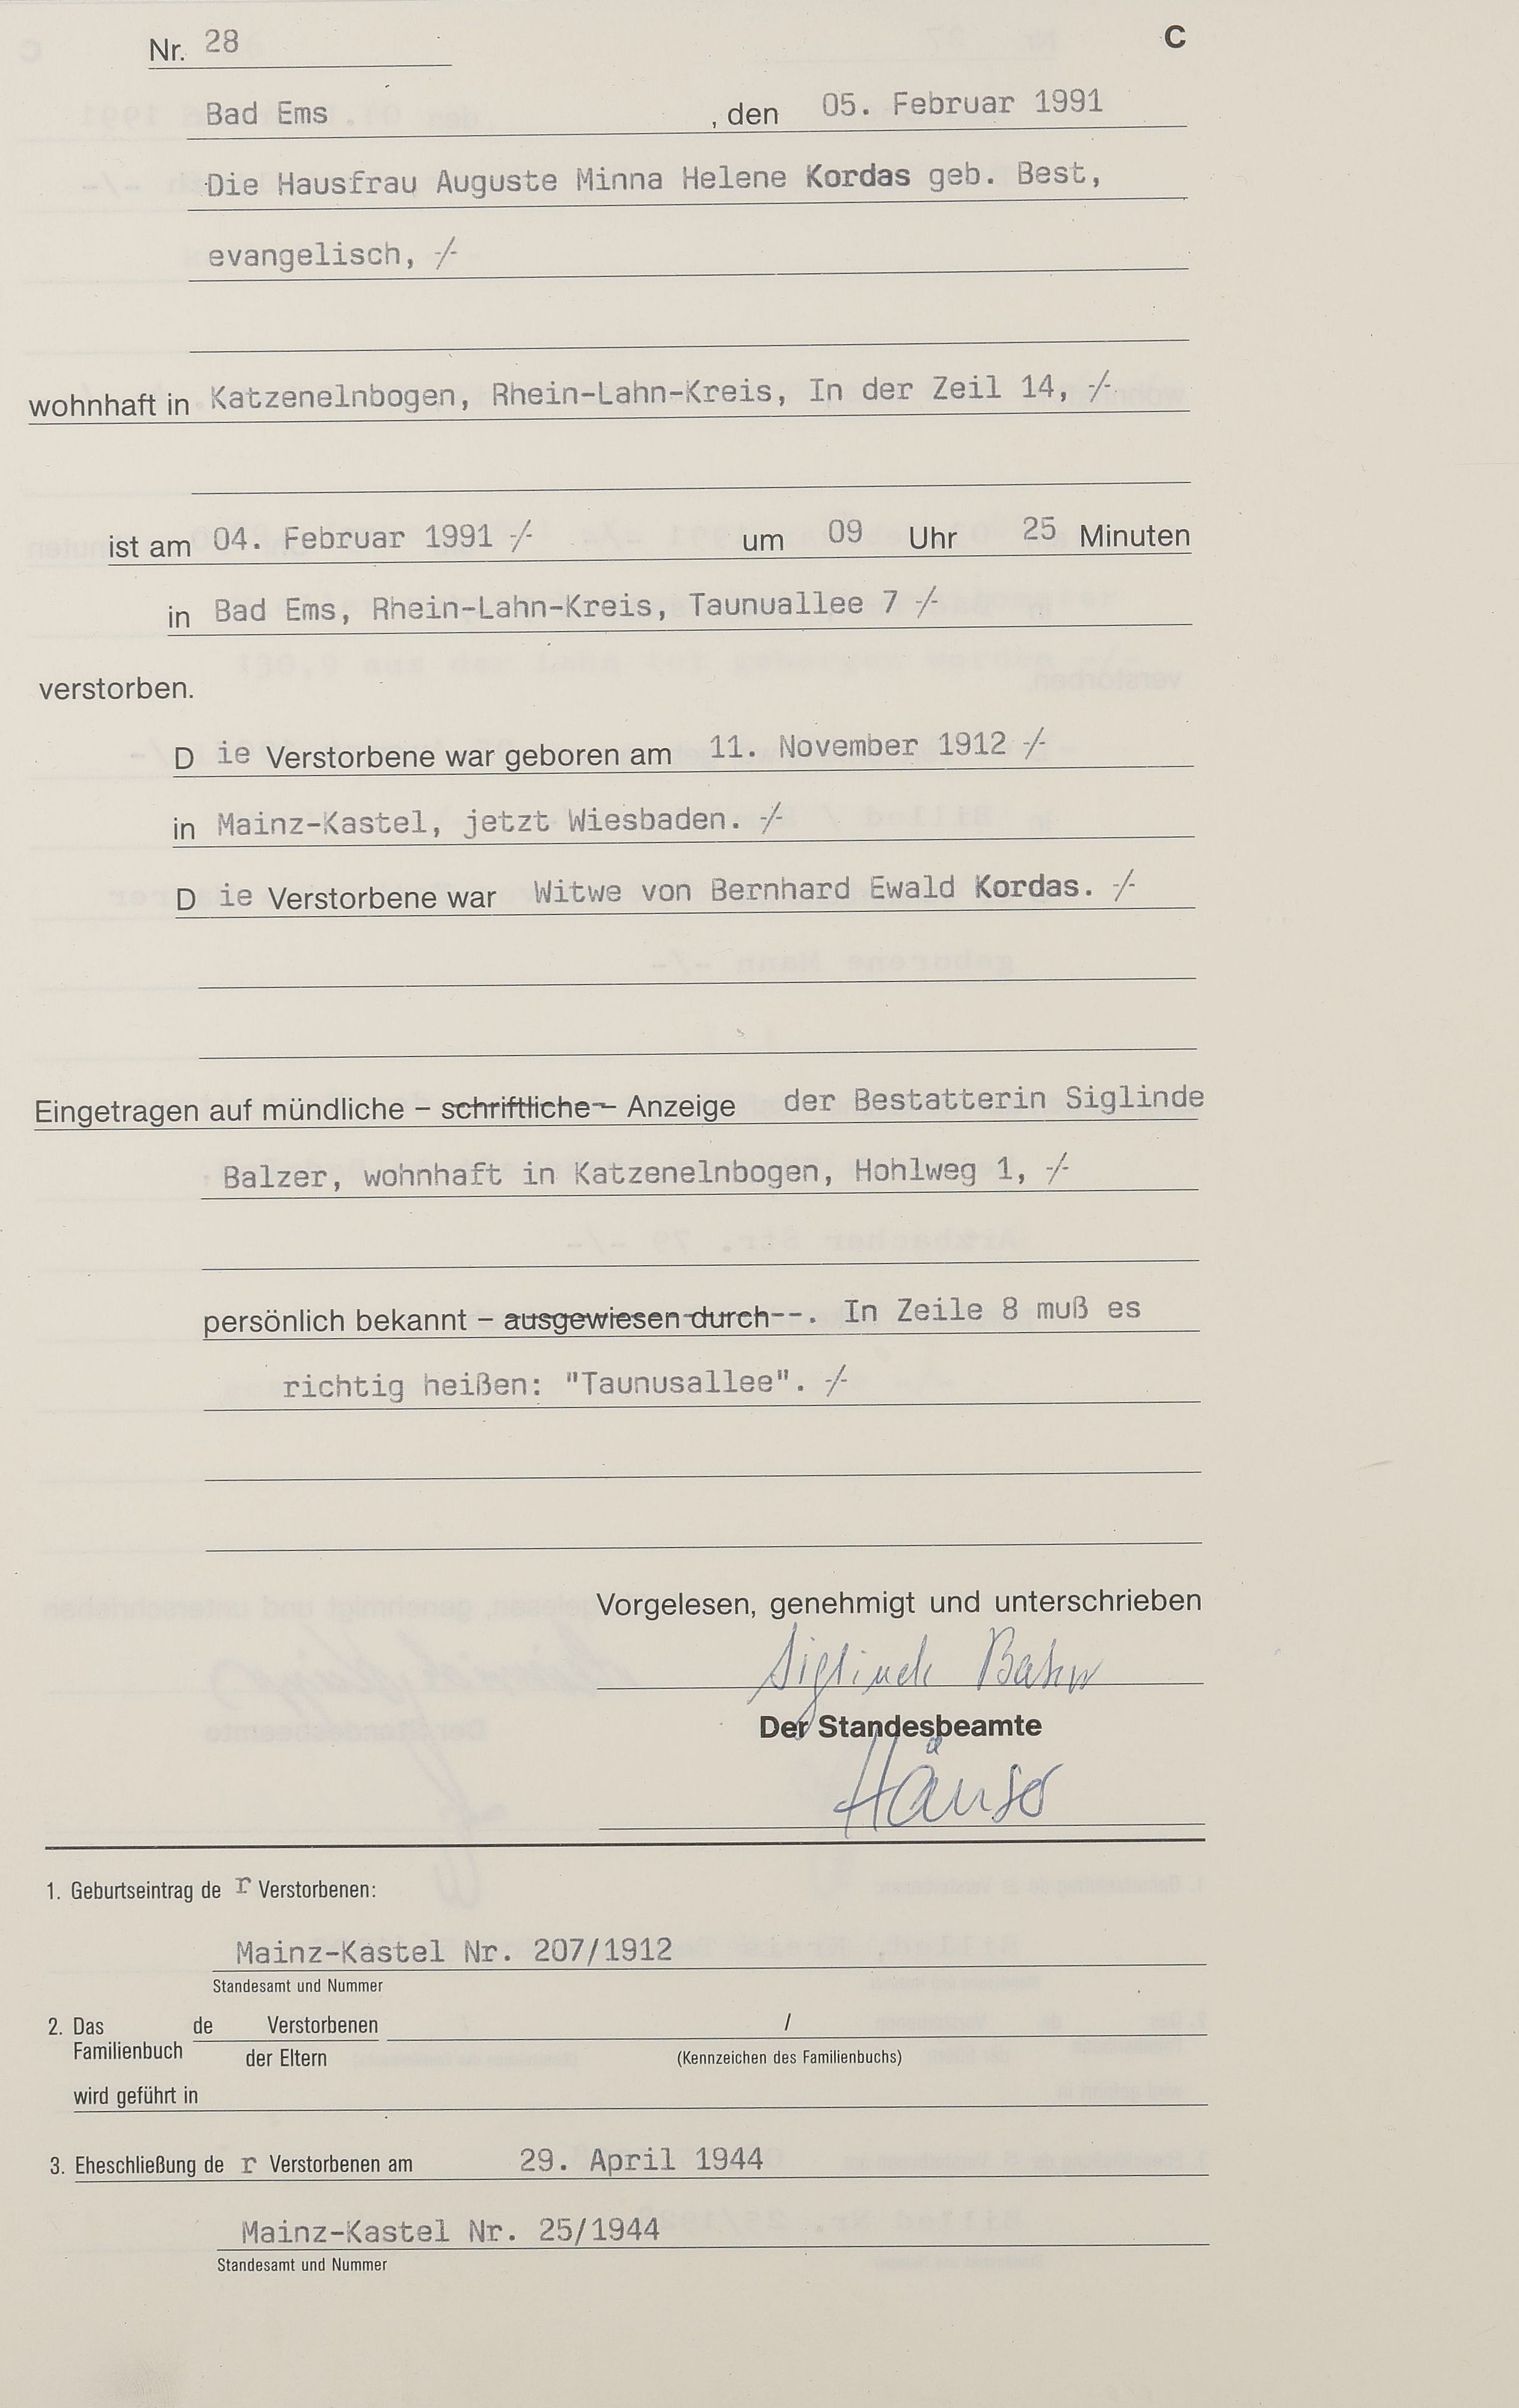 Nr. 28
C
Bad Ems , den 05. Februar 1991
Die Hausfrau Auguste Minna Helene Kordas geb. Best,
evangelisch, -/-
wohnhaft in Katzenelnbogen, Rhein-Lahn-Kreis, In der Zeil 14, -/-
ist am 04. Februar 1991 -/- um 09 Uhr 25 Minuten
in Bad Ems, Rhein-Lahn-Kreis, Taunuallee 7 -/-
verstorben.
D ie Verstorbene war geboren am 11. November 1912 -/-
in Mainz-Kastel, jetzt Wiesbaden. -/-
D ie Verstorbene war Witwe von Bernhard Ewald Kordas. -/-
Eingetragen auf mündliche – schriftliche – Anzeige der Bestatterin Siglinde
Balzer, wohnhaft in Katzenelnbogen, Hohlweg 1, -/-
persönlich bekannt – ausgewiesen durch--. In Zeile 8 muß es
richtig heißen: "Taunusallee". -/-
Vorgelesen, genehmigt und unterschrieben
Der Standesbeamte
1. Geburtseintrag de r Verstorbenen:
Mainz-Kastel Nr. 207/1912
Standesamt und Nummer
2. Das de Verstorbenen /
Familienbuch der Eltern (Kennzeichen des Familienbuchs)
wird geführt in
3. Eheschließung de r Verstorbenen am 29. April 1944
Mainz-Kastel Nr. 25/1944
Standesamt und Nummer